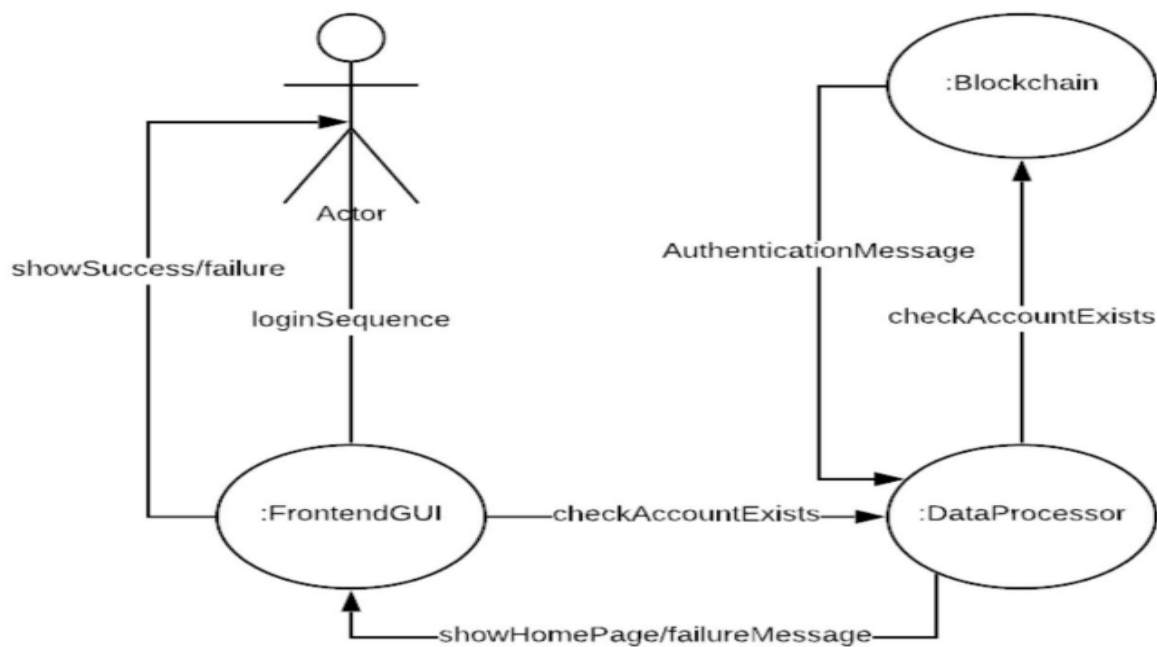 :Blockchain
Actor
AuthenticationMessage
showSuccess/failure
loginSequence
checkAccountExists
:FrontendGUI
checkAccountExists
:DataProcessor
showHomePage/failureMessage